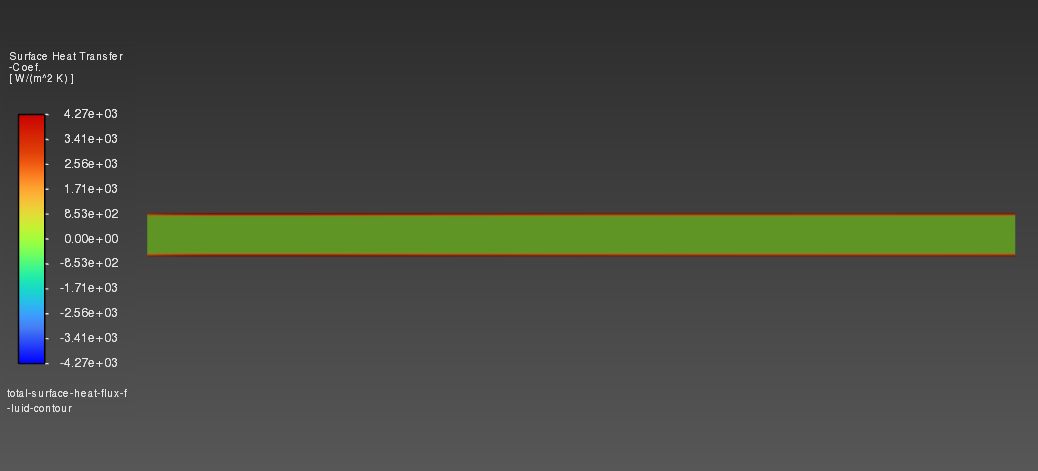 Surface Heat Transfer
-Coef.
[ W/(m^2 K) ]
4.27e+03
3.41e+03
2.56e+03
1.71e+03
8.53e+02
0.00e+00
-8.53e+02
-1.71e+03
-2.56e+03
-3.41e+03
-4.27e+03
total-surface-heat-flux-f
-luid-contour